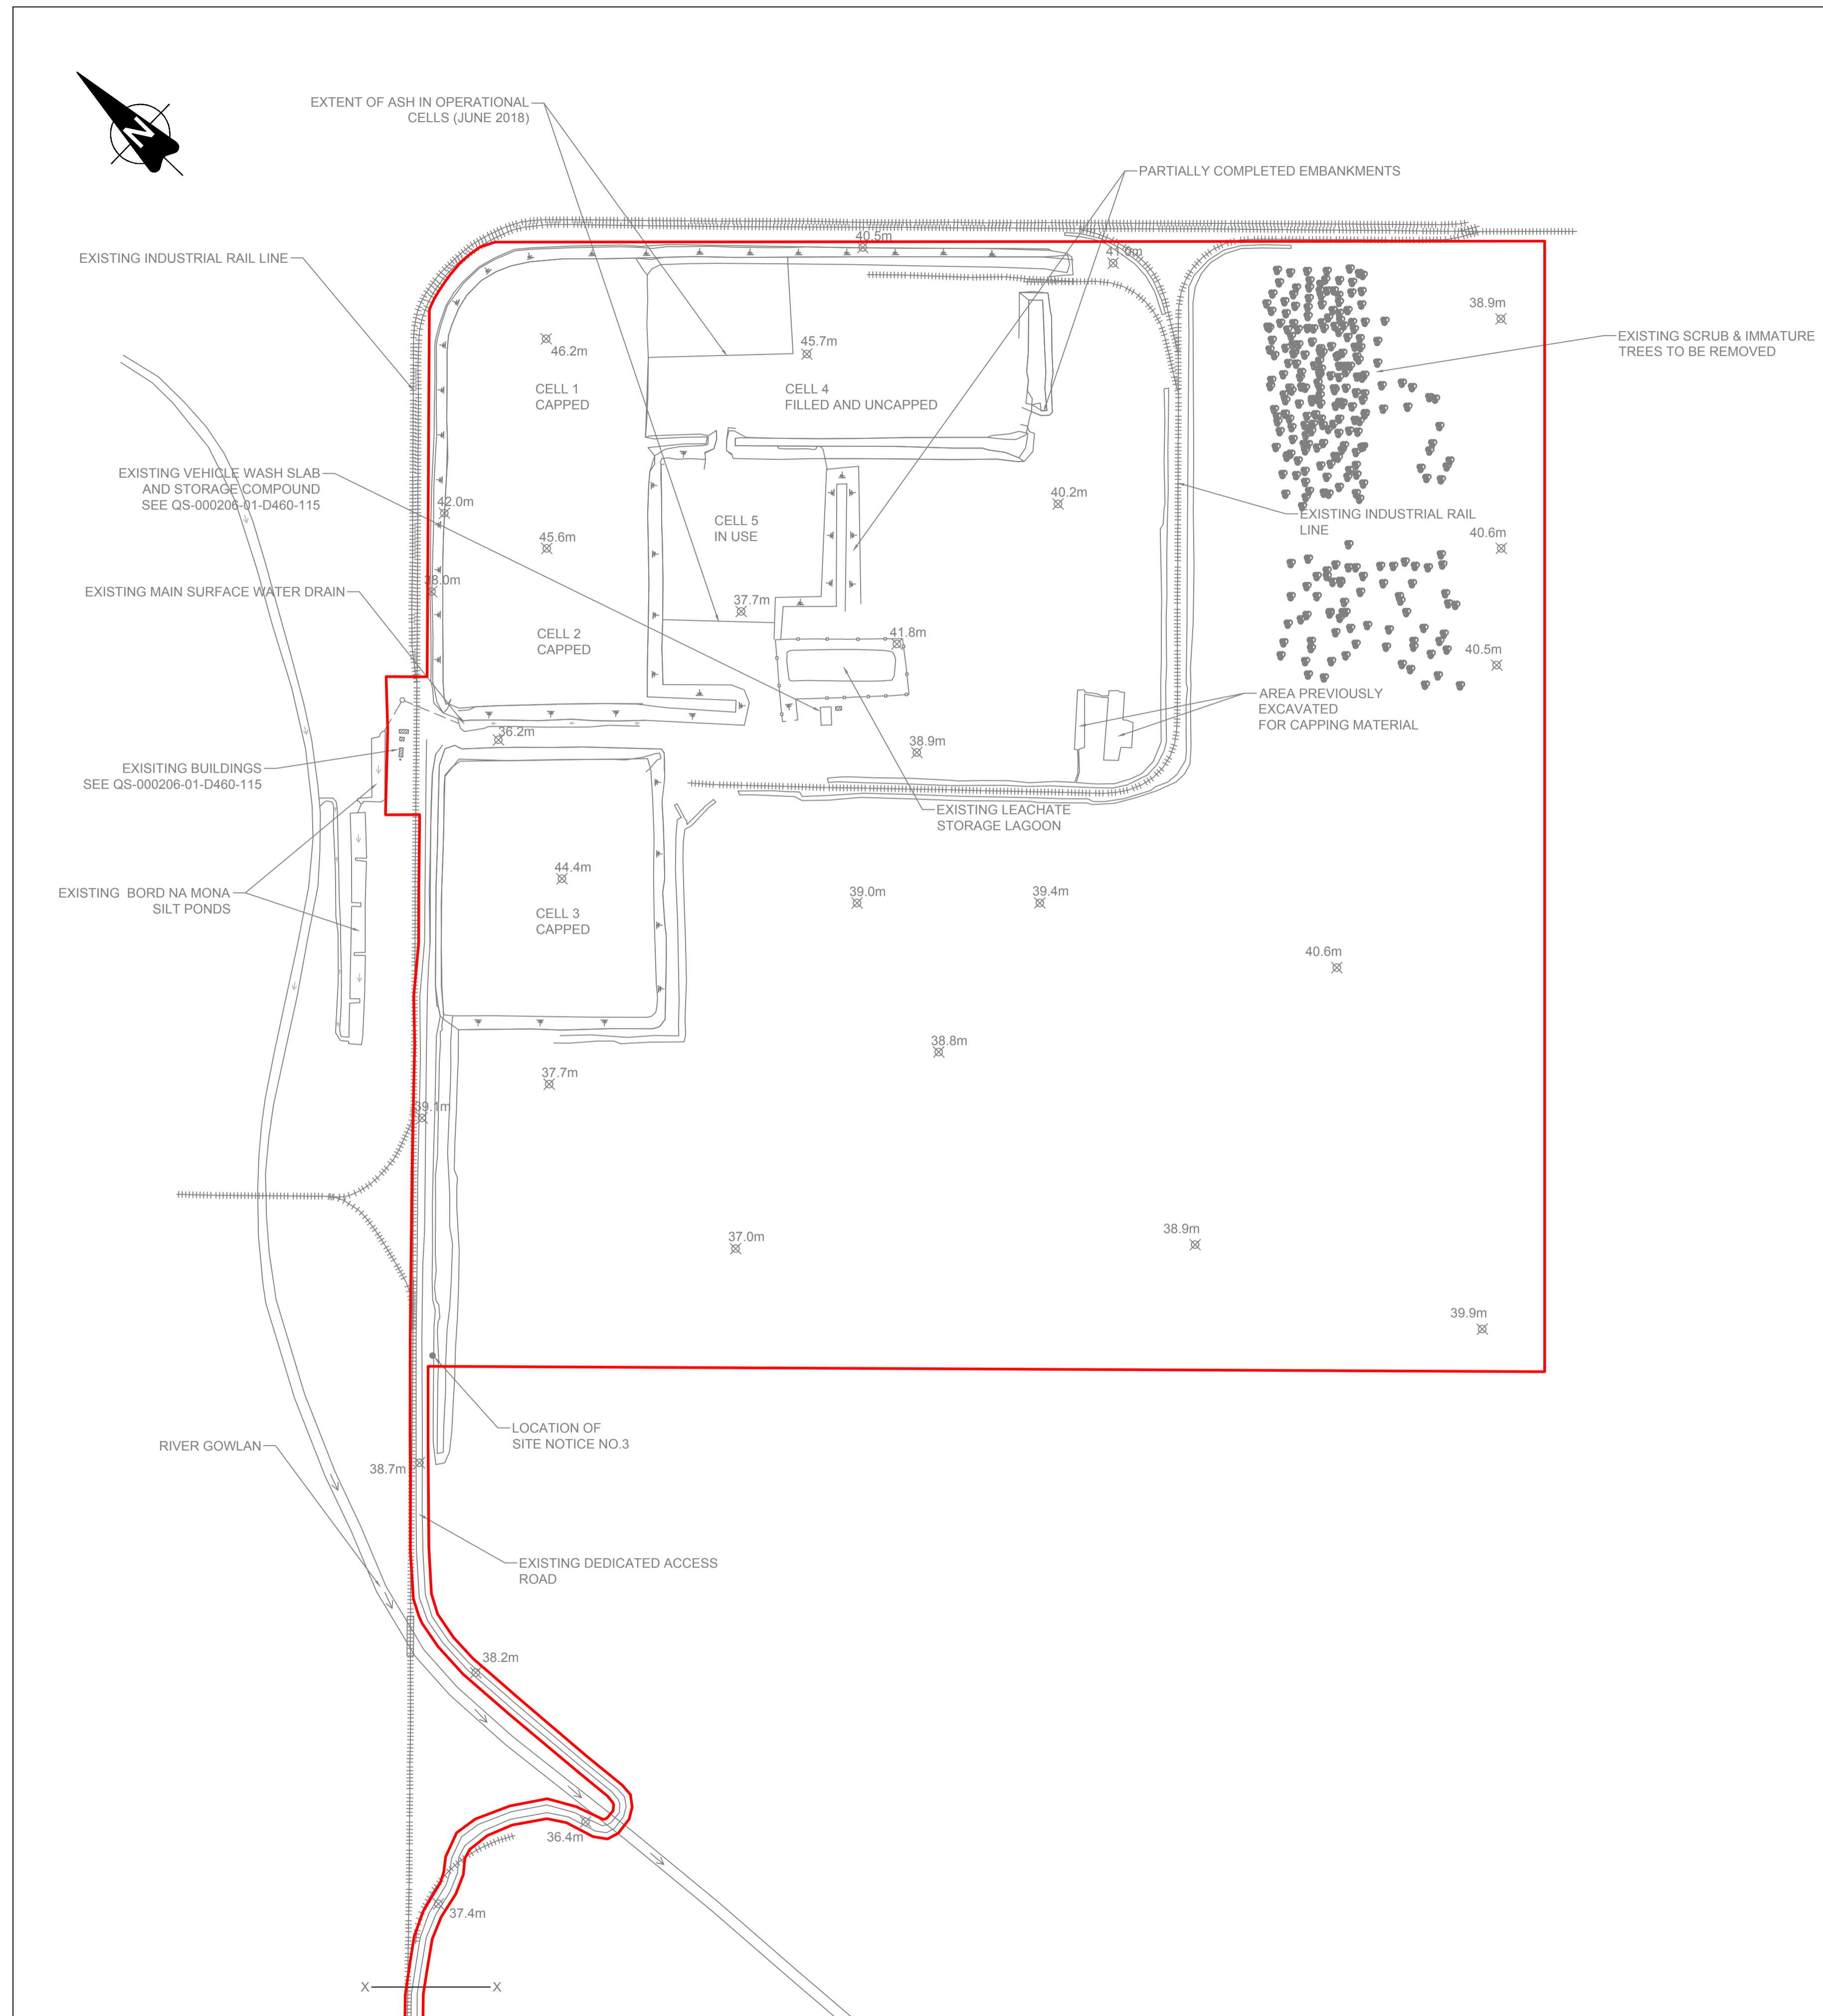 N
EXTENT OF ASH IN OPERATIONAL
CELLS (JUNE 2018)
PARTIALLY COMPLETED EMBANKMENTS
40.5m
41.0m
EXISTING INDUSTRIAL RAIL LINE
38.9m
EXISTING SCRUB & IMMATURE
TREES TO BE REMOVED
46.2m
45.7m
CELL 1
CAPPED
CELL 4
FILLED AND UNCAPPED
EXISTING VEHICLE WASH SLAB
AND STORAGE COMPOUND
SEE QS-000206-01-D460-115
42.0m
40.2m
CELL 5
IN USE
EXISTING INDUSTRIAL RAIL
LINE
40.6m
45.6m
38.0m
EXISTING MAIN SURFACE WATER DRAIN
37.7m
CELL 2
CAPPED
41.8m
40.5m
AREA PREVIOUSLY
EXCAVATED
FOR CAPPING MATERIAL
36.2m
38.9m
EXISITING BUILDINGS
SEE QS-000206-01-D460-115
EXISTING LEACHATE
STORAGE LAGOON
44.4m
EXISTING BORD NA MONA
SILT PONDS
39.0m
39.4m
CELL 3
CAPPED
40.6m
38.8m
37.7m
39.1m
37.0m
38.9m
39.9m
LOCATION OF
SITE NOTICE NO.3
RIVER GOWLAN
38.7m
EXISTING DEDICATED ACCESS
ROAD
38.2m
36.4m
37.4m
X
X